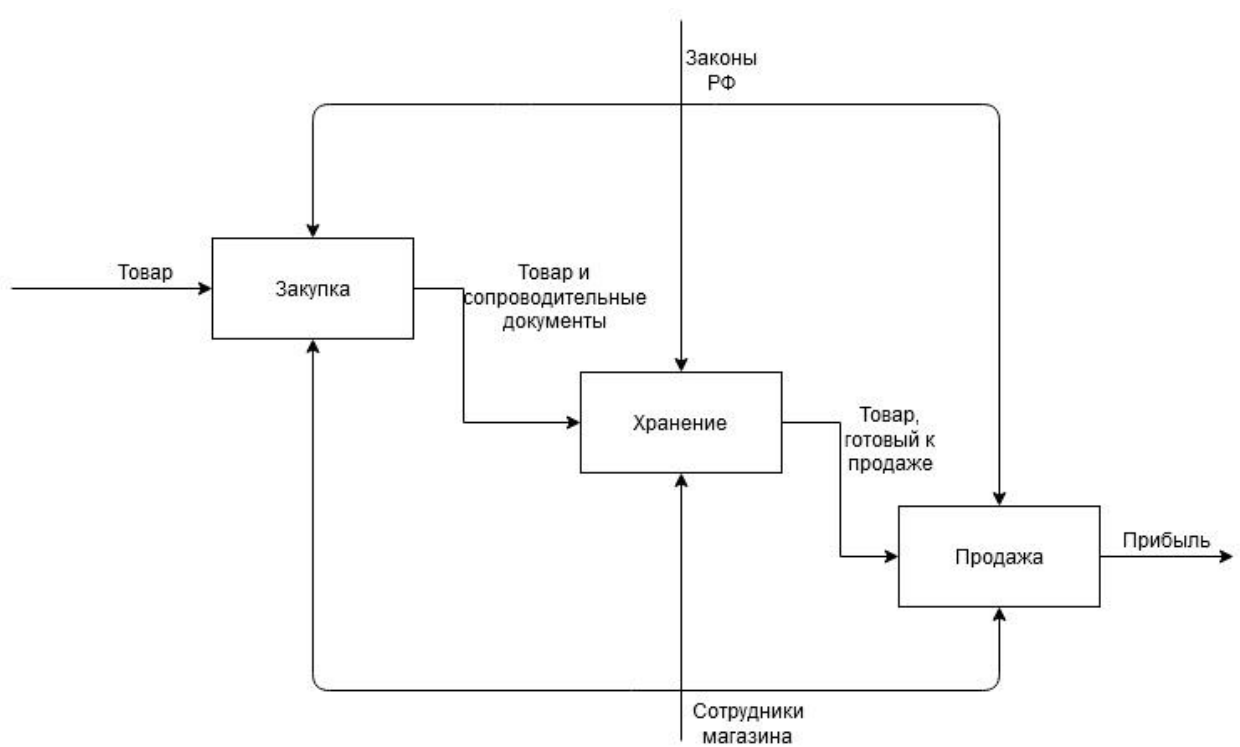 Законы
РФ
Товар
Закупка
Товар и
сопроводительные
документы
Хранение
Товар,
готовый к
продаже
Продажа
Прибыль
Сотрудники
магазина